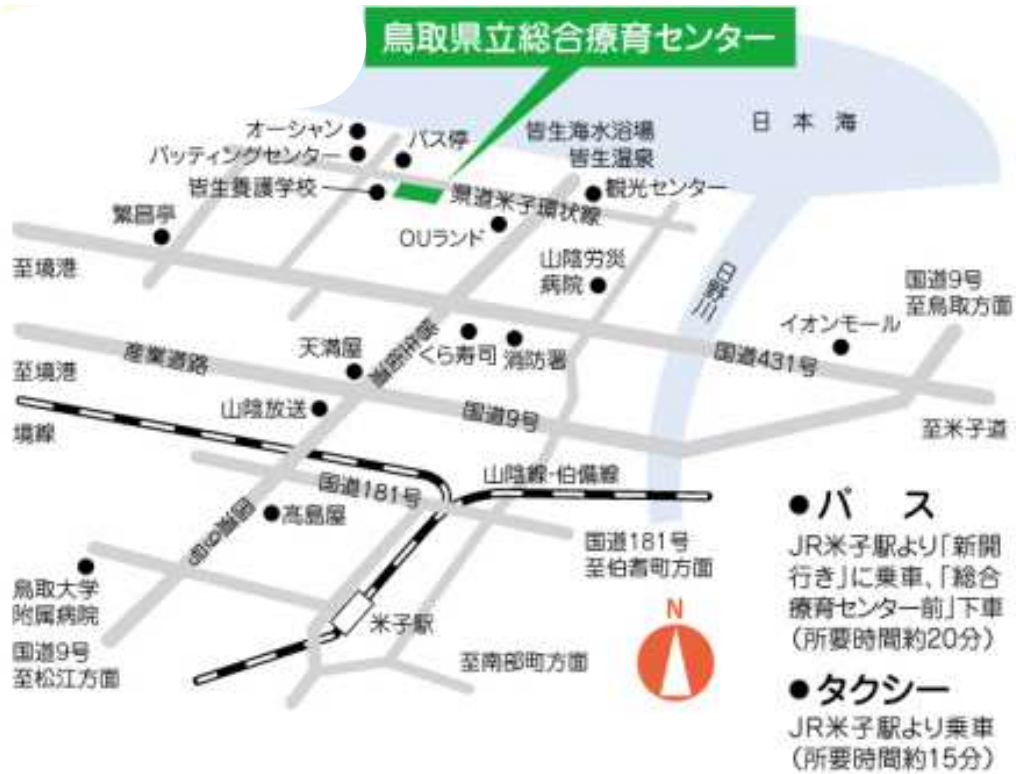 鳥取県立総合療育センター
日本海
オーシャン
バッティングセンター
バス停
皆生海水浴場
皆生温泉
皆生養護学校
観光センター
県道米子環状線
繁昌亭
OUランド
至境港
山陰労災
病院
日野川
国道9号
至鳥取方面
イオンモール
くら寿司
消防署
国道431号
天満屋
産業道路
至境港
山陰放送
国道9号
至米子道
境線
山陰線・伯備線
国道181号
髙島屋
国道181号
至伯耆町方面
鳥取大学
附属病院
米子駅
国道9号
至松江方面
至南部町方面
N
●バス
JR米子駅より「新開
行き」に乗車、「総合
療育センター前」下車
(所要時間約20分)
●タクシー
JR米子駅より乗車
(所要時間約15分)